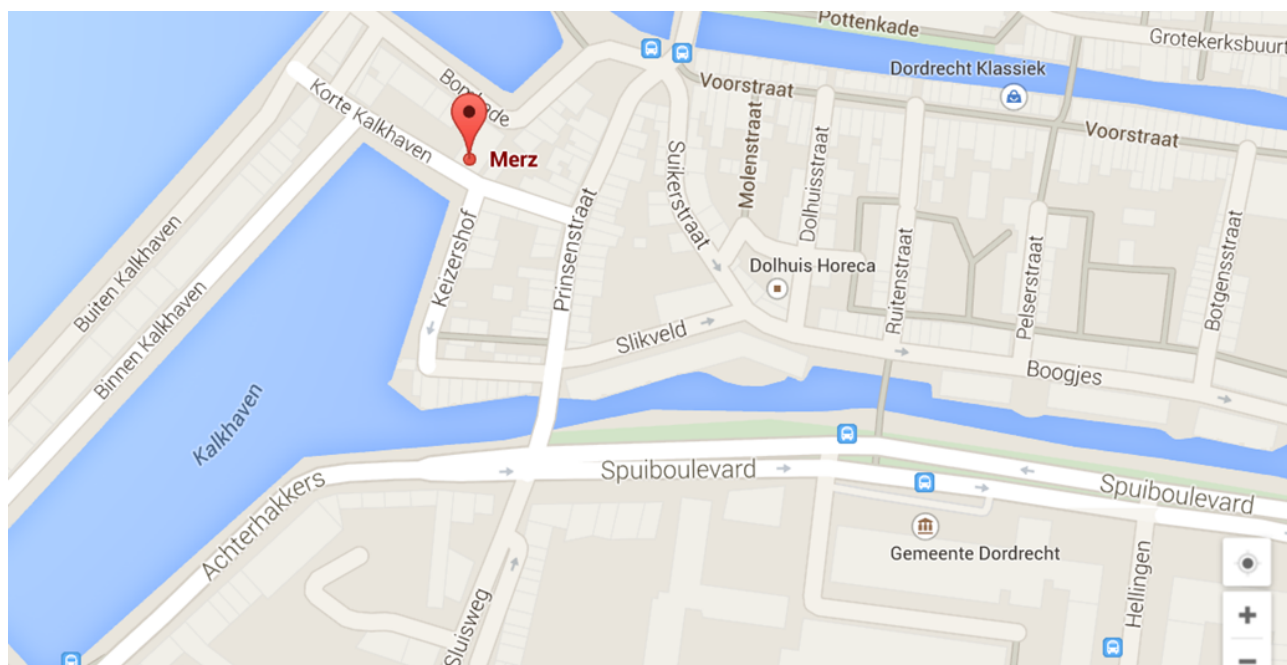 Pottenkade
Grotekerksbuurt
Dordrecht Klassiek
Voorstraat
Voorstraat
Korte Kalkhaven
Merz
Molenstraat
Suikerstraat
Dolhuisstraat
Ruitenstraat
Pelserstraat
Botgensstraat
Buiten Kalkhaven
Binnen Kalkhaven
Keizershof
Prinsenstraat
Dolhuis Horeca
Slikveld
Boogjes
Kalkhaven
Achterhakkers
Spuiboulevard
Spuiboulevard
Gemeente Dordrecht
Hellingen
Sluisweg
+
−